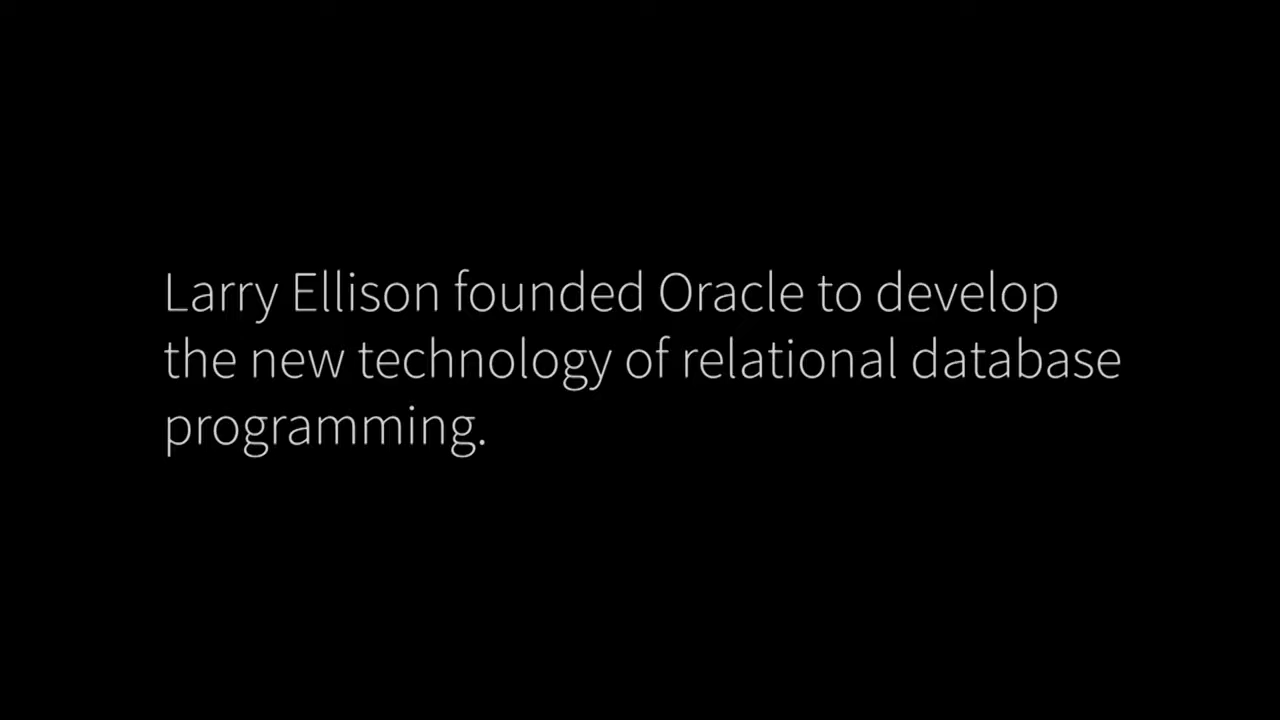 Larry Ellison founded Oracle to develop
the new technology of relational database
programming.